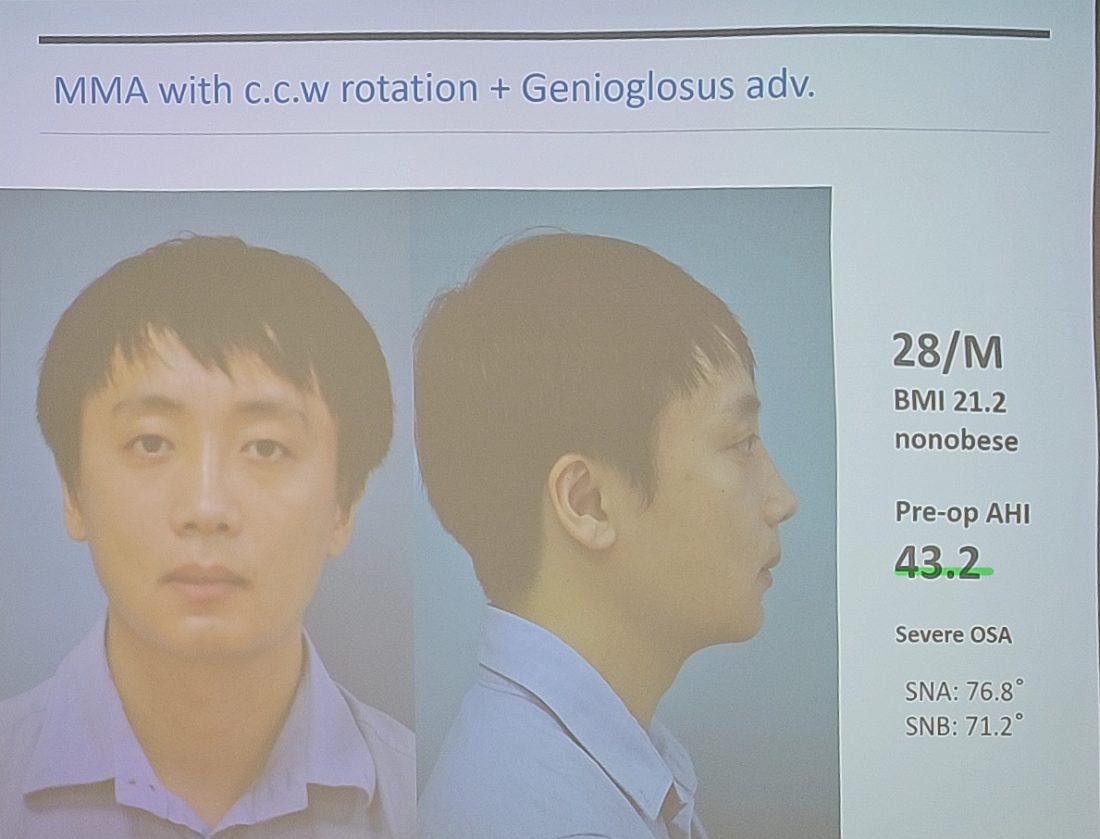 MMA with c.c.w rotation + Genioglosus adv.
28/M
BMI 21.2
nonobese
Pre-op AHI
43.2
Severe OSA
SNA: 76.8°
SNB: 71.2°